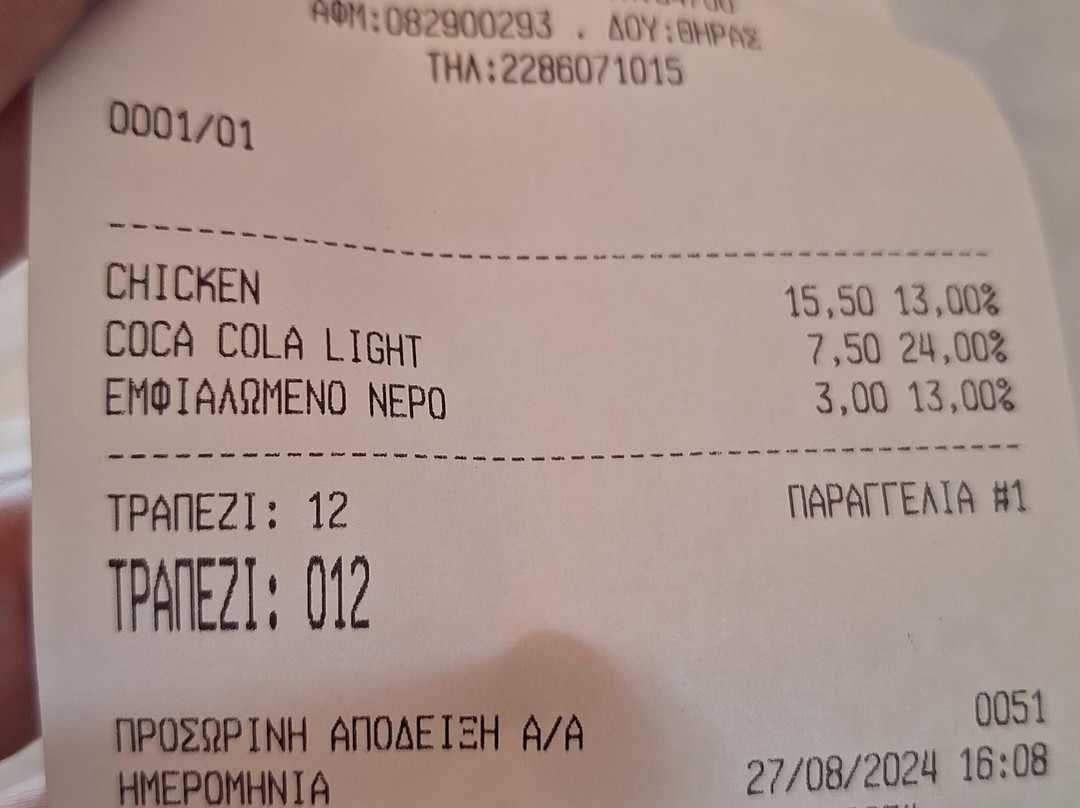 ΑΦΜ:082900293 . ΔΟΥ:ΘΗΡΑΣ
ΤΗΛ:2286071015
0001/01
CHICKEN 15,50 13,00%
COCA COLA LIGHT 7,50 24,00%
ΕΜΦΙΑΛΩΜΕΝΟ ΝΕΡΟ 3,00 13,00%
ΤΡΑΠΕΖΙ: 12 ΠΑΡΑΓΓΕΛΙΑ #1
ΤΡΑΠΕΖΙ: 012
ΠΡΟΣΩΡΙΝΗ ΑΠΟΔΕΙΞΗ Α/Α 0051
ΗΜΕΡΟΜΗΝΙΑ 27/08/2024 16:08